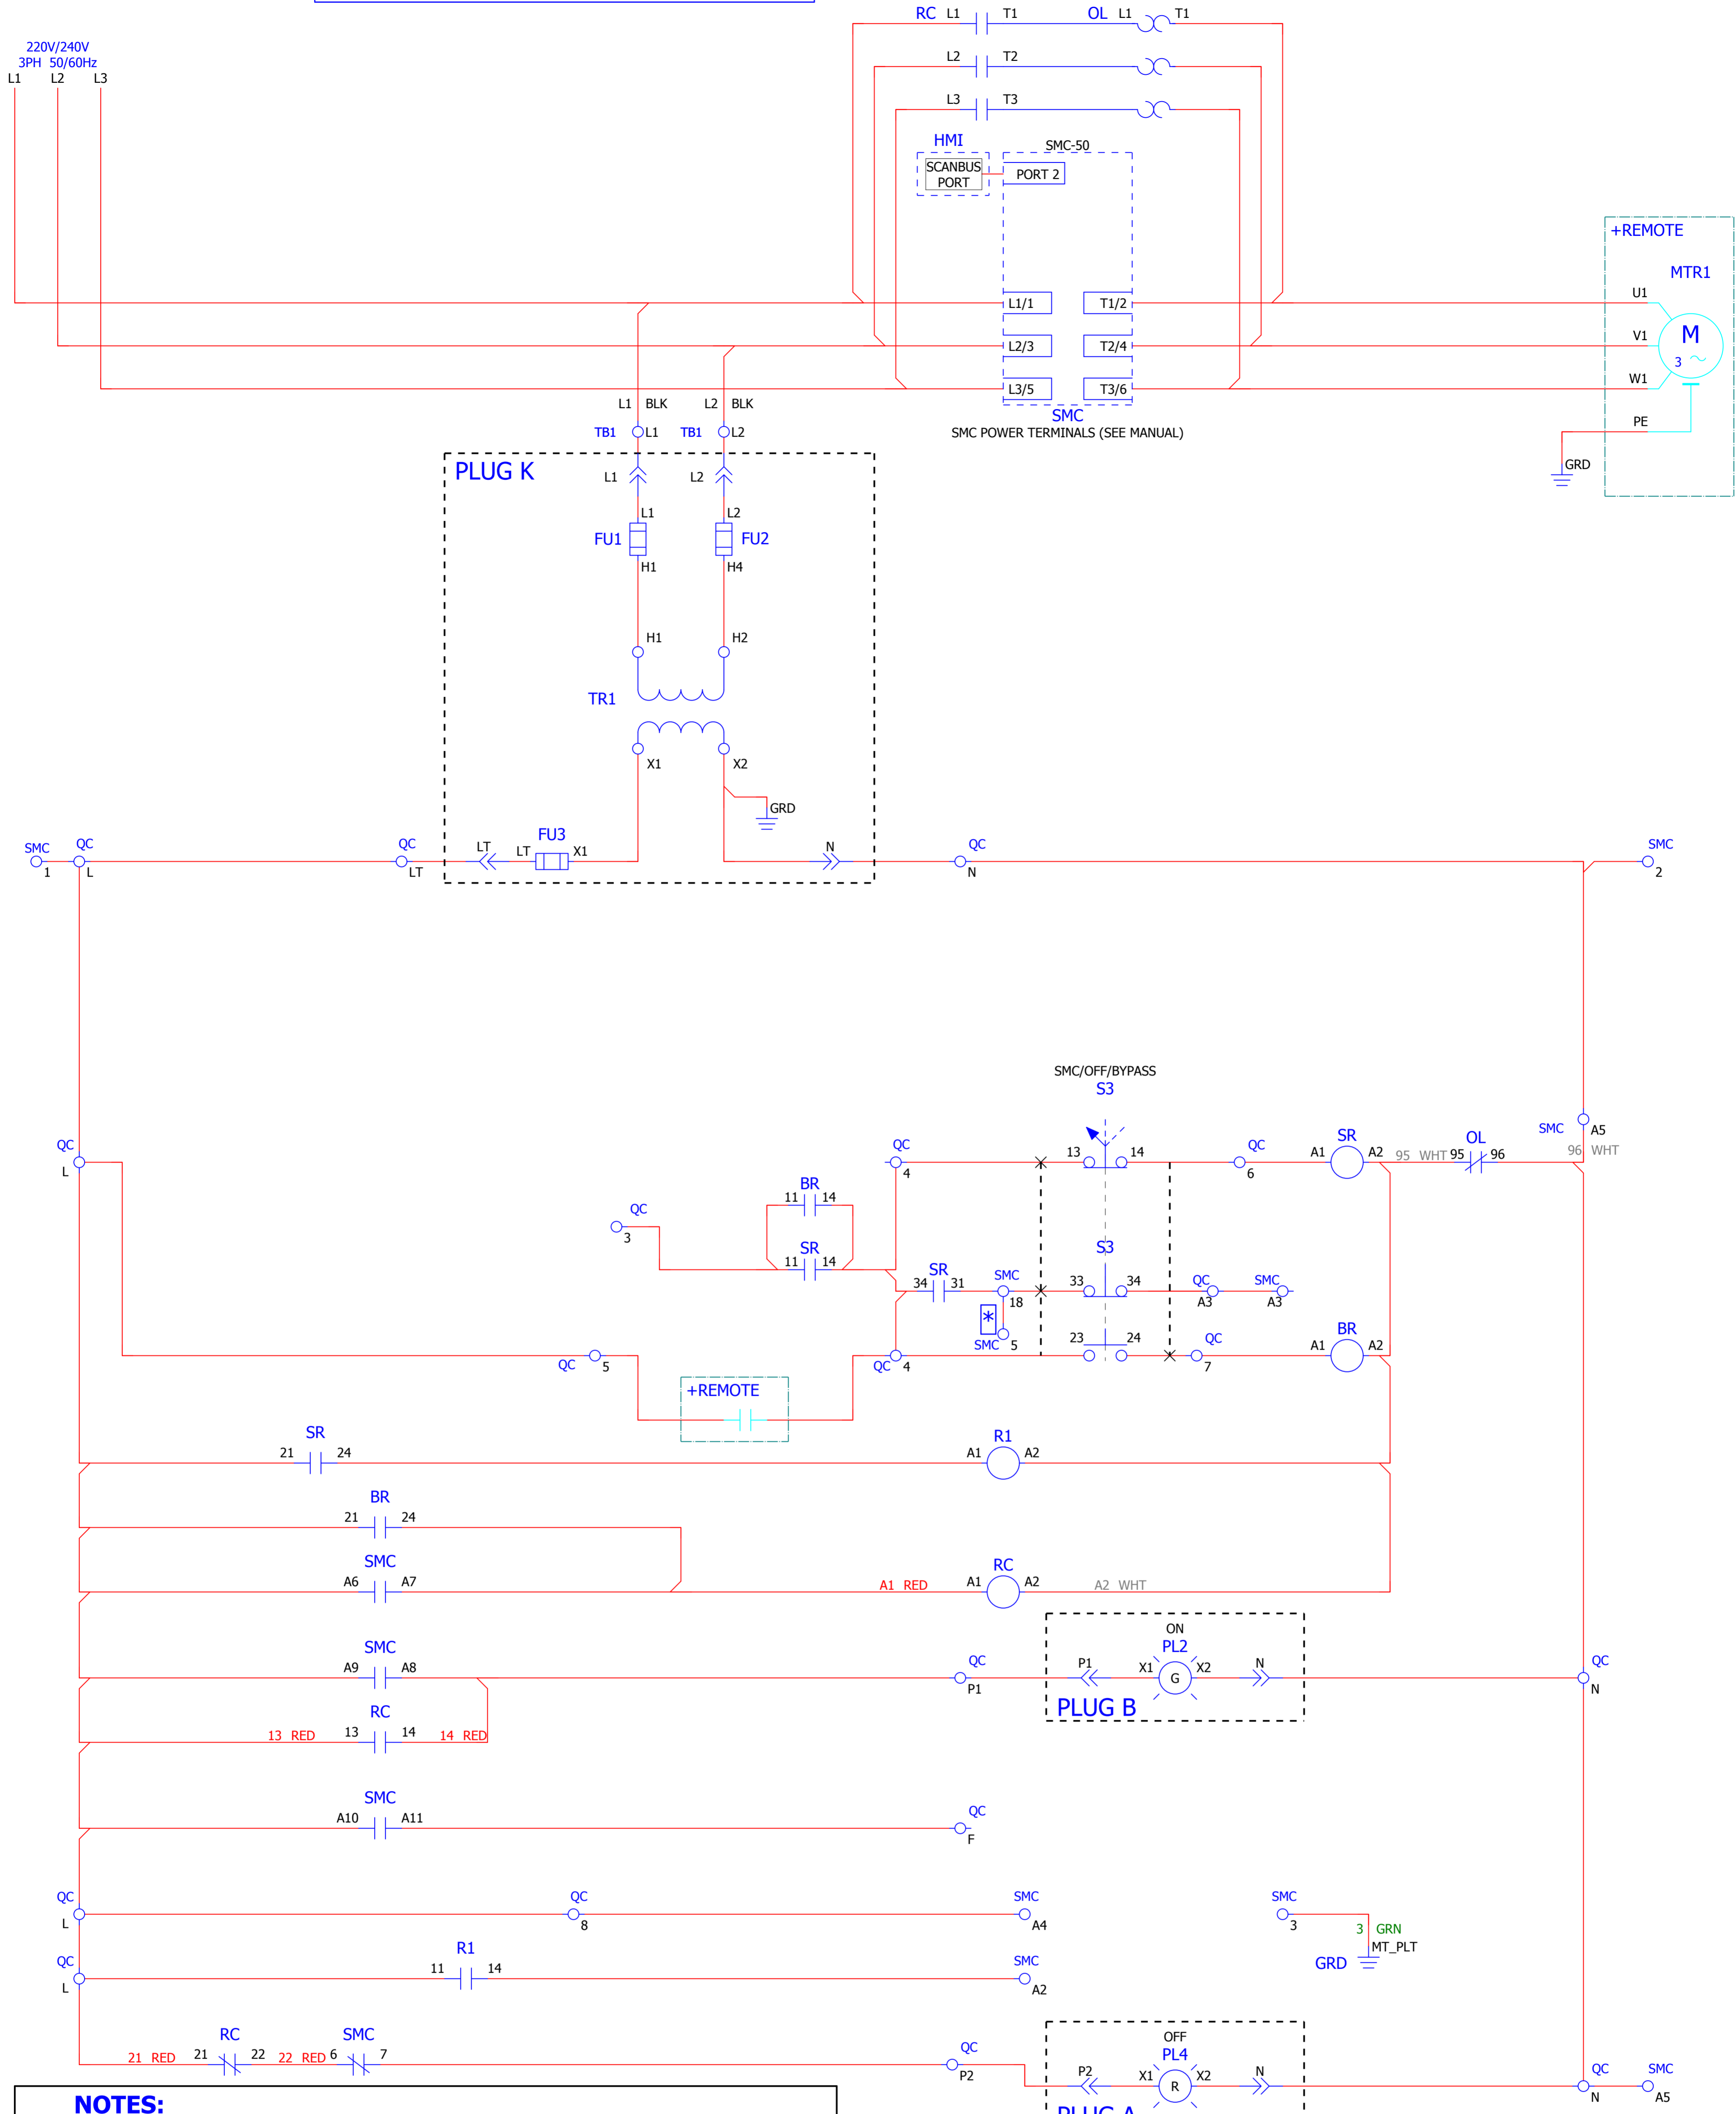 RC L1 T1 OL L1 T1
220V/240V
3PH 50/60Hz
L1 L2 L3
L2 T2
L3 T3
HMI
SMC-50
SCANBUS
PORT
PORT 2
+REMOTE
MTR1
L1/1 T1/2 U1
L2/3 T2/4 V1
M
3
L3/5 T3/6 W1
SMC
SMC POWER TERMINALS (SEE MANUAL)
PE
GRD
L1 BLK L2 BLK
TB1 L1 TB1 L2
PLUG K
L1 L2
L1 L2
FU1 FU2
H1 H4
H1 H2
TR1
X1 X2
GRD
SMC QC QC FU3 QC SMC
LT LT X1 N
1 L LT N 2
SMC/OFF/BYPASS
S3
SMC A5
QC QC 13 14 QC SR OL
A1 A2 95 WHT 95 96 96 WHT
L 4 6
BR
11 14
QC
3
SR
11 14
S3
SR
34 31
SMC
18
33 34
QC
A3
SMC
A3
*
SMC 5
23 24
QC
7
BR
A1 A2
QC 5
QC 4
+REMOTE
SR
21 24
R1
A1 A2
BR
21 24
SMC
A6 A7
A1 RED
RC
A1 A2
A2 WHT
ON
SMC
A9 A8
QC
P1
PL2
P1 X1 G X2 N
QC
N
PLUG B
RC
13 RED 13 14 14 RED
SMC
A10 A11
QC
F
QC
L
QC
8
SMC
A4
SMC
3
3 GRN
MT_PLT
GRD
QC
L
R1
11 14
SMC
A2
RC SMC
21 RED 21 22 22 RED 6 7
QC
P2
OFF
PL4
P2 X1 R X2 N
QC
N
SMC
A5
PLUG A
NOTES: